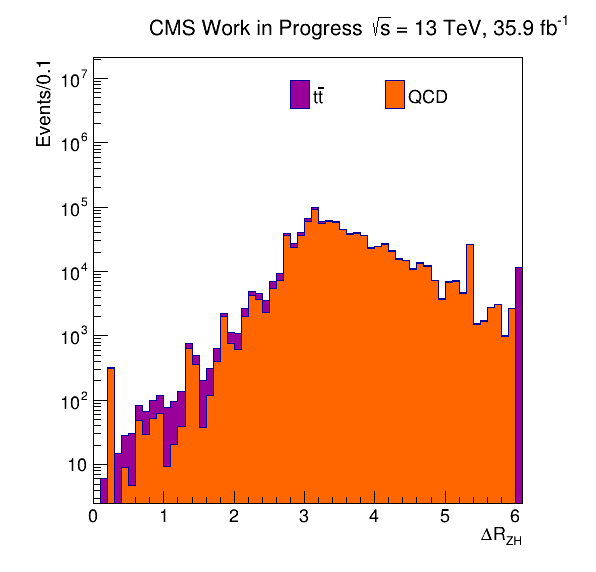 CMS Work in Progress √s = 13 TeV, 35.9 fb⁻¹
Events/0.1
10⁷
10⁶
10⁵
10⁴
10³
10²
10
tt̄
QCD
0 1 2 3 4 5 6
ΔR_ZH